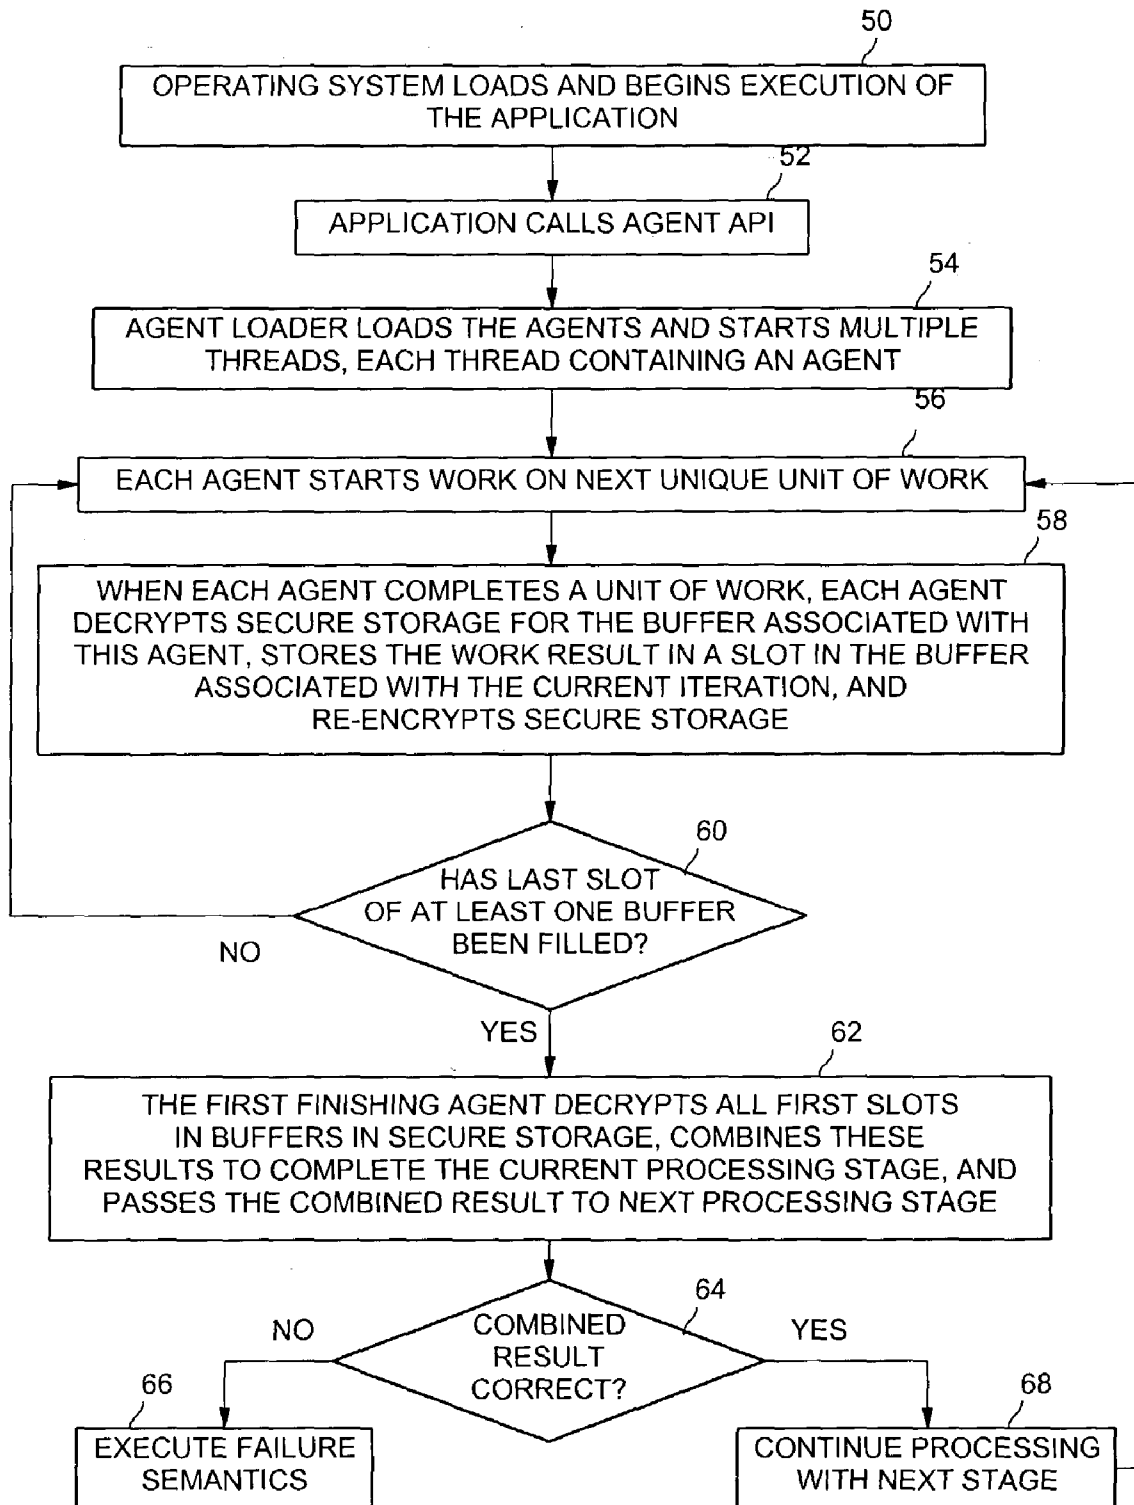 50
OPERATING SYSTEM LOADS AND BEGINS EXECUTION OF
THE APPLICATION
52
APPLICATION CALLS AGENT API
54
AGENT LOADER LOADS THE AGENTS AND STARTS MULTIPLE
THREADS, EACH THREAD CONTAINING AN AGENT
56
EACH AGENT STARTS WORK ON NEXT UNIQUE UNIT OF WORK
58
WHEN EACH AGENT COMPLETES A UNIT OF WORK, EACH AGENT
DECRYPTS SECURE STORAGE FOR THE BUFFER ASSOCIATED WITH
THIS AGENT, STORES THE WORK RESULT IN A SLOT IN THE BUFFER
ASSOCIATED WITH THE CURRENT ITERATION, AND
RE-ENCRYPTS SECURE STORAGE
60
HAS LAST SLOT
OF AT LEAST ONE BUFFER
BEEN FILLED?
NO
YES
62
THE FIRST FINISHING AGENT DECRYPTS ALL FIRST SLOTS
IN BUFFERS IN SECURE STORAGE, COMBINES THESE
RESULTS TO COMPLETE THE CURRENT PROCESSING STAGE, AND
PASSES THE COMBINED RESULT TO NEXT PROCESSING STAGE
64
NO
COMBINED
RESULT
CORRECT?
YES
66
EXECUTE FAILURE
SEMANTICS
68
CONTINUE PROCESSING
WITH NEXT STAGE